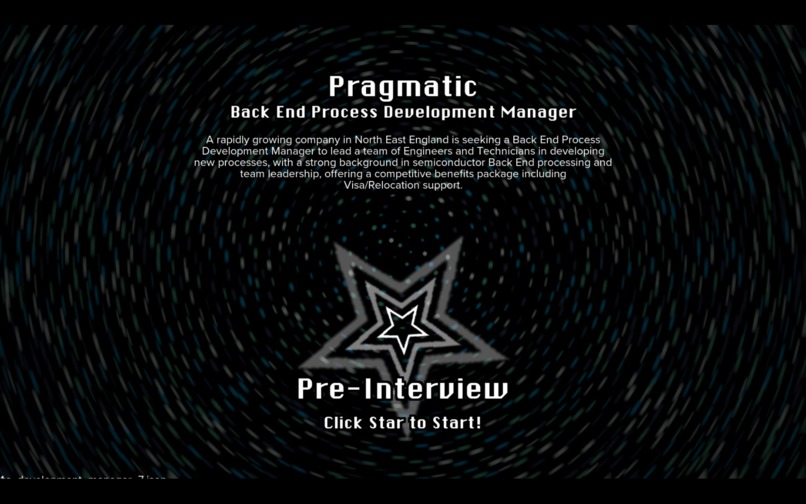 Pragmatic
Back End Process Development Manager
A rapidly growing company in North East England is seeking a Back End Process
Development Manager to lead a team of Engineers and Technicians in developing
new processes, with a strong background in semiconductor Back End processing and
team leadership, offering a competitive benefits package including
Visa/Relocation support.
Pre-Interview
Click Star to Start!